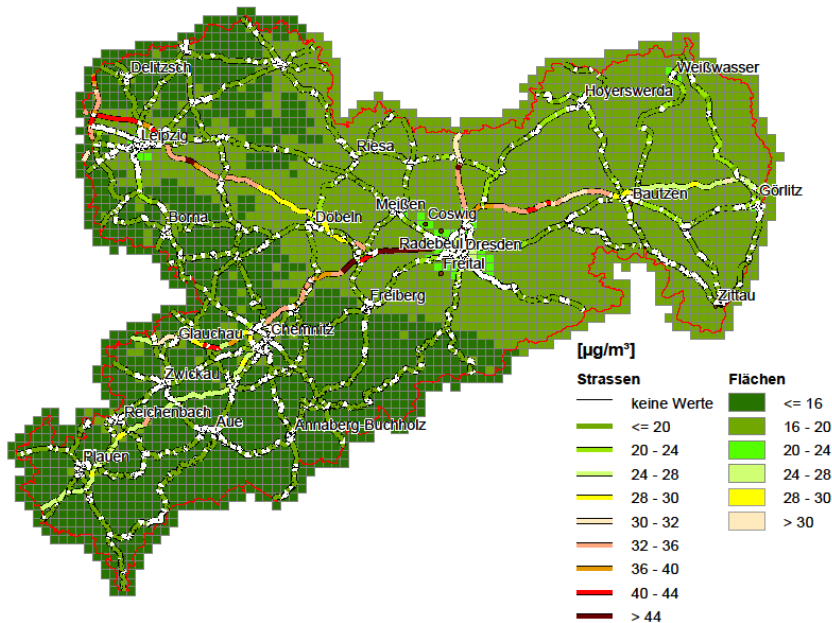 Delitzsch
Weißwasser
Hoyerswerda
Leipzig
Riesa
Görlitz
Bautzen
Meißen
Coswig
Borna
Döbeln
Radebeul
Dresden
Freital
Zittau
Freiberg
Glauchau
Chemnitz
Zwickau
Reichenbach
Aue
Annaberg-Buchholz
Plauen
[µg/m³]
Strassen
Flächen
keine Werte
<= 16
<= 20
16 - 20
20 - 24
20 - 24
24 - 28
24 - 28
28 - 30
28 - 30
30 - 32
> 30
32 - 36
36 - 40
40 - 44
> 44